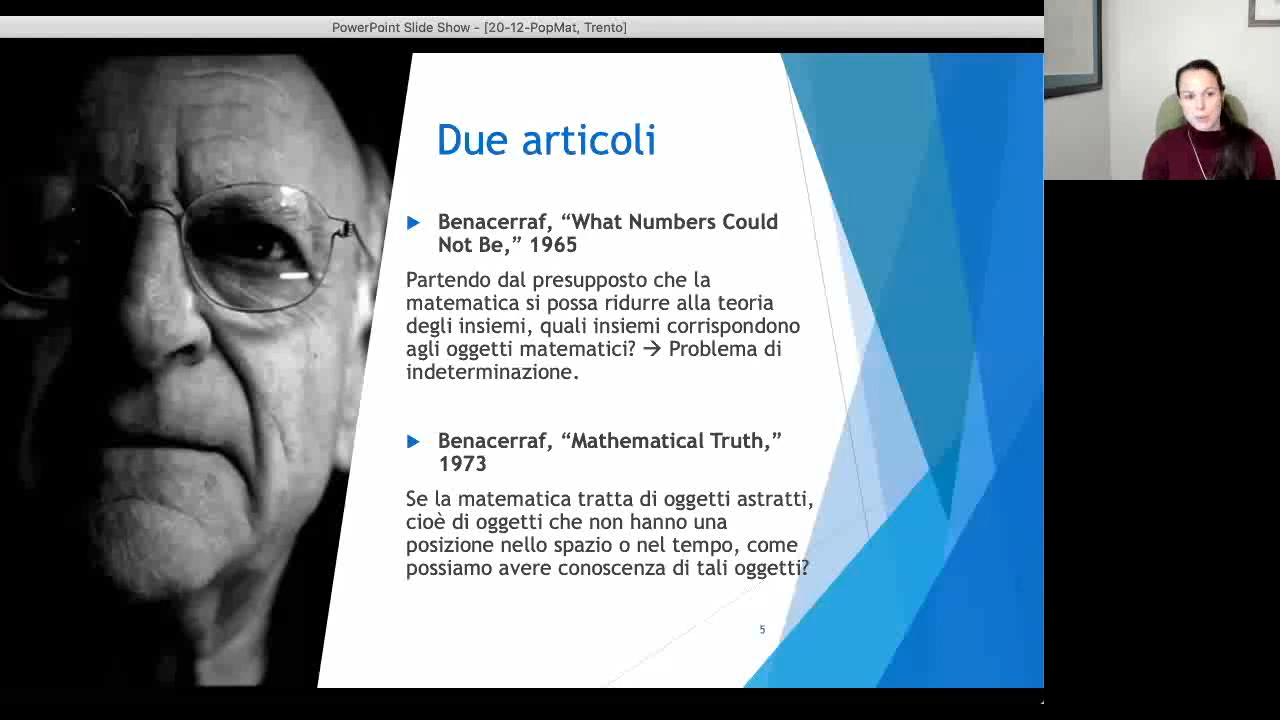 PowerPoint Slide Show - [20-12-PopMat, Trento]
Due articoli
Benacerraf, “What Numbers Could
Not Be,” 1965
Partendo dal presupposto che la
matematica si possa ridurre alla teoria
degli insiemi, quali insiemi corrispondono
agli oggetti matematici? → Problema di
indeterminazione.
Benacerraf, “Mathematical Truth,”
1973
Se la matematica tratta di oggetti astratti,
cioè di oggetti che non hanno una
posizione nello spazio o nel tempo, come
possiamo avere conoscenza di tali oggetti?
5